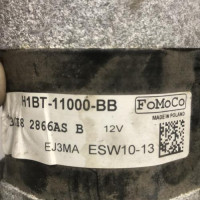 H1BT-11000-BB
FoMoCo
2866AS B 12V
MADE IN POLAND
EJ3MA ESW10-13